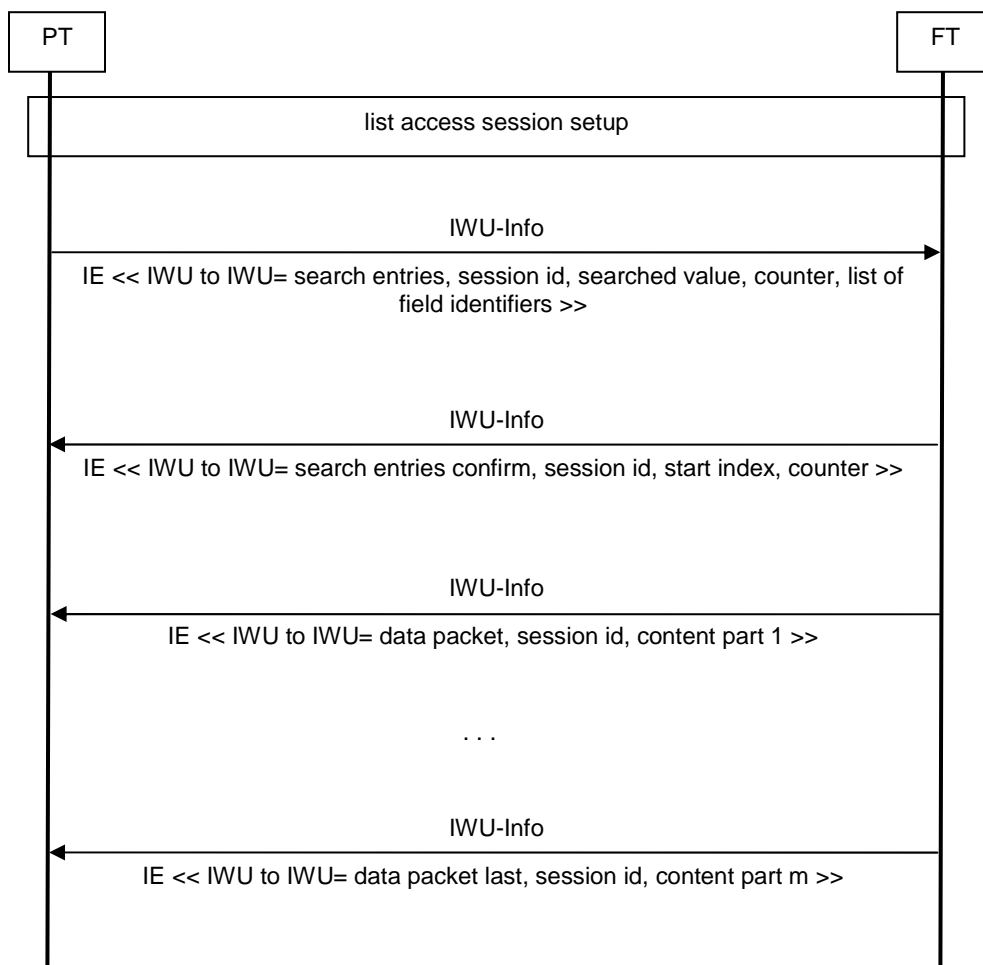 PT
FT
list access session setup
IWU-Info
IE << IWU to IWU= search entries, session id, searched value, counter, list of
field identifiers >>
IWU-Info
IE << IWU to IWU= search entries confirm, session id, start index, counter >>
IWU-Info
IE << IWU to IWU= data packet, session id, content part 1 >>
. . .
IWU-Info
IE << IWU to IWU= data packet last, session id, content part m >>